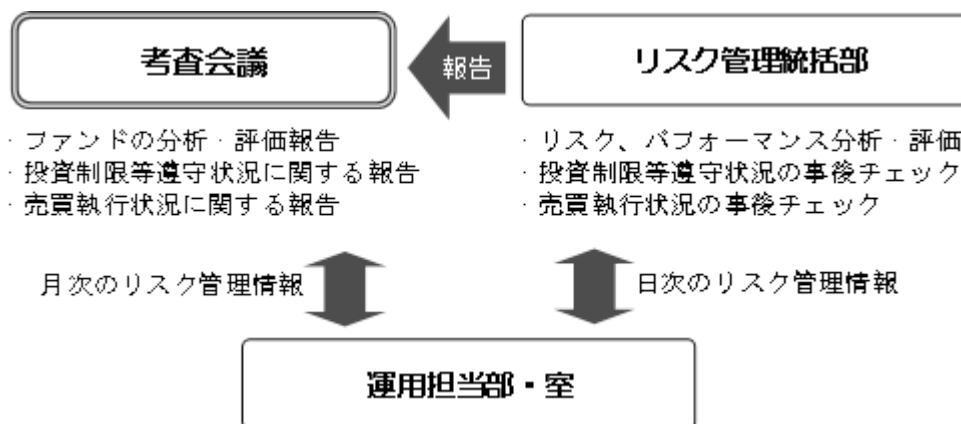 考査会議
報告
リスク管理統括部
· ファンドの分析 · 評価報告
· 投資制限等遵守状況に関する報告
· 売買執行状況に関する報告
· リスク、パフォーマンス分析 · 評価
· 投資制限等遵守状況の事後チェック
· 売買執行状況の事後チェック
月次のリスク管理情報
日次のリスク管理情報
運用担当部・室